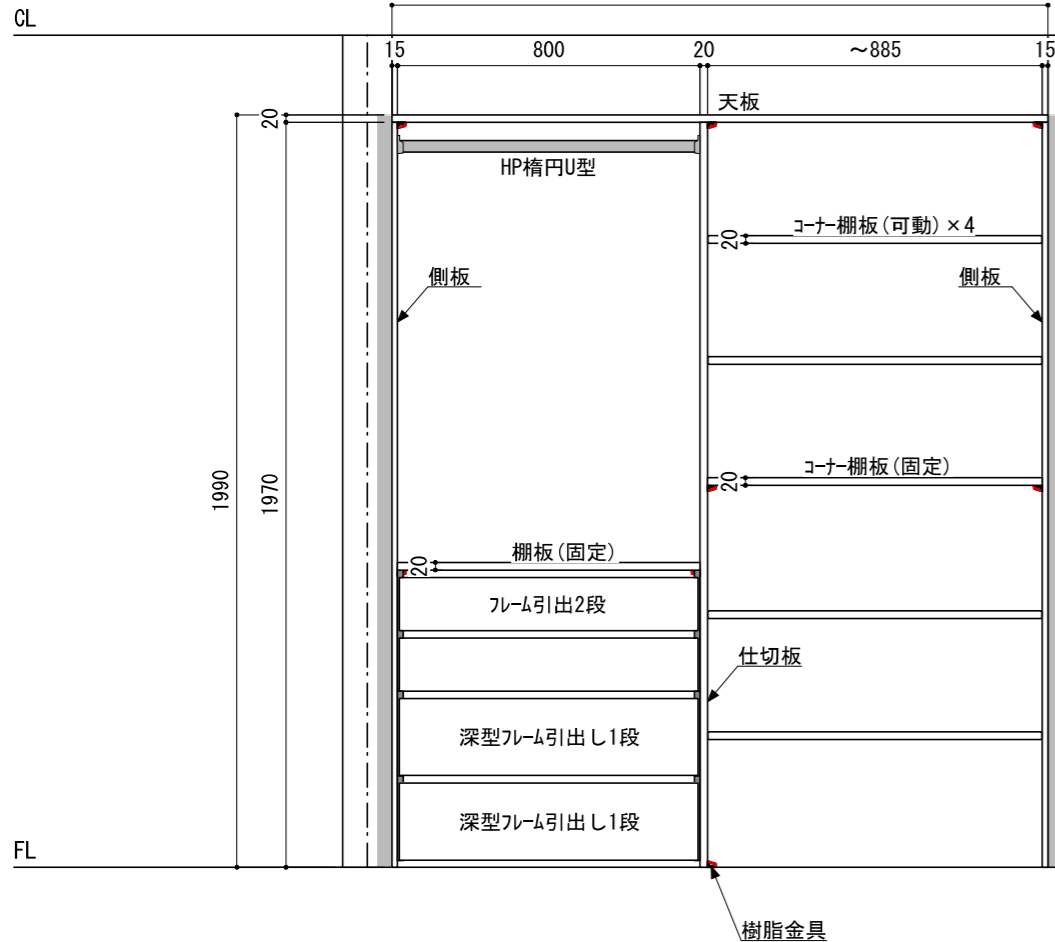 CL
15
800
20
～885
15
天板
20
HP楕円U型
ｺｰﾅｰ棚板(可動)×4
20
側板
側板
1990
1970
ｺｰﾅｰ棚板(固定)
20
棚板(固定)
20
ﾌﾚｰﾑ引出2段
仕切板
深型ﾌﾚｰﾑ引出し1段
深型ﾌﾚｰﾑ引出し1段
FL
樹脂金具